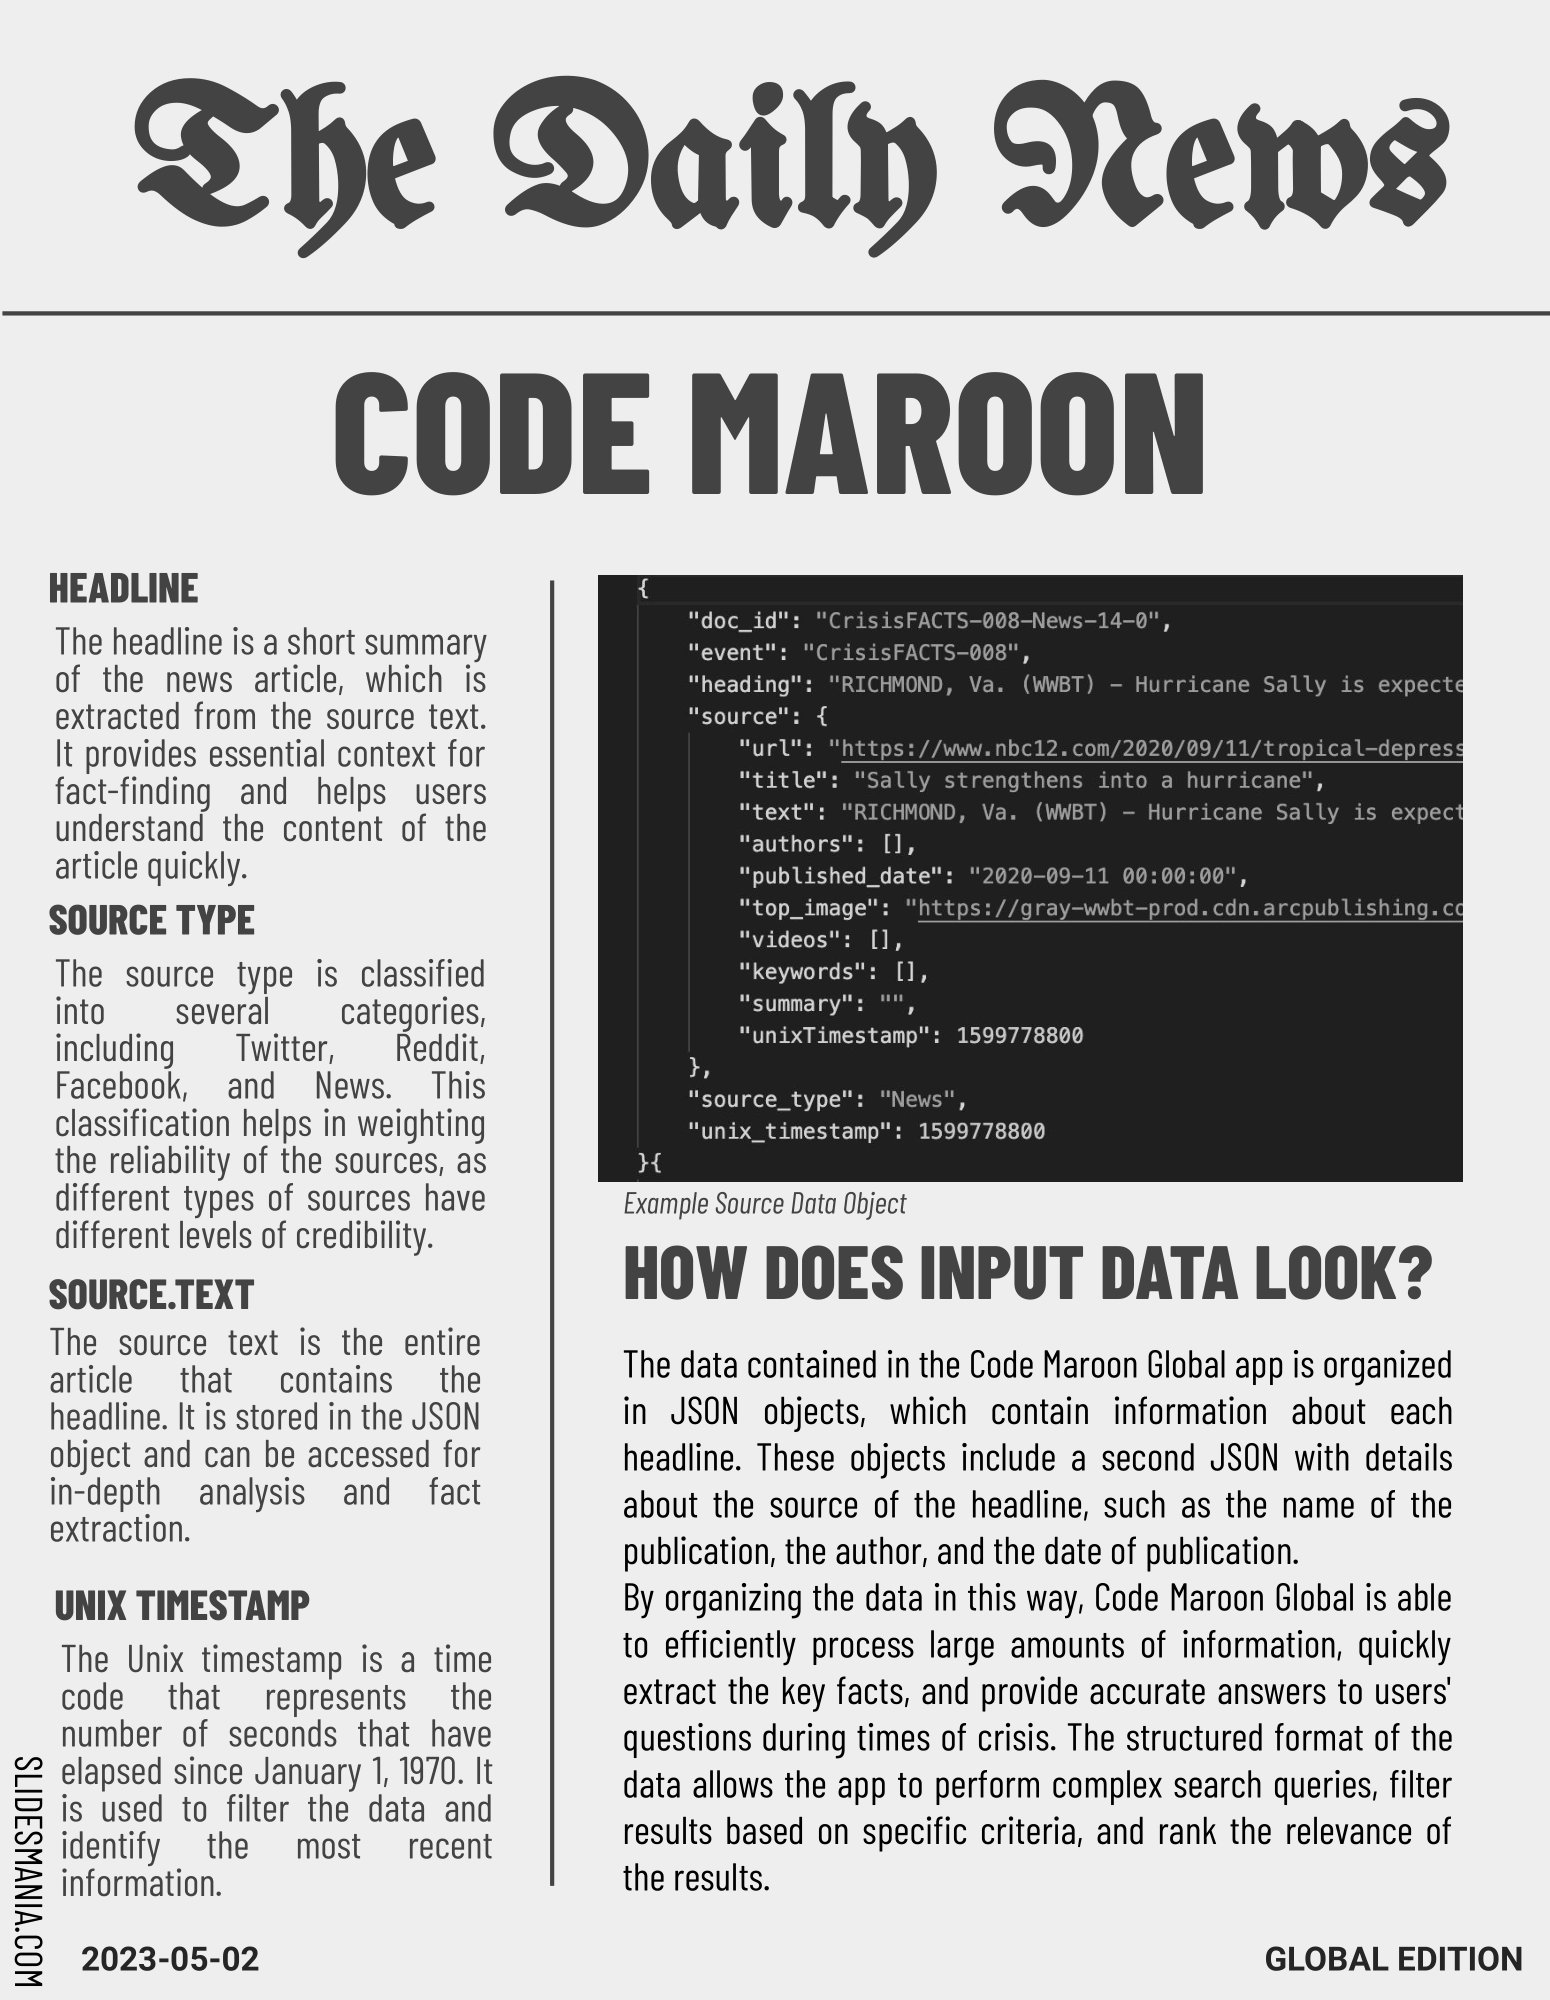 The Daily News
CODE MAROON
HEADLINE
The headline is a short summary
of the news article, which is
extracted from the source text.
It provides essential context for
fact-finding and helps users
understand the content of the
article quickly.
SOURCE TYPE
The source type is classified
into several categories,
including Twitter, Reddit,
Facebook, and News. This
classification helps in weighting
the reliability of the sources, as
different types of sources have
different levels of credibility.
SOURCE.TEXT
The source text is the entire
article that contains the
headline. It is stored in the JSON
object and can be accessed for
in-depth analysis and fact
extraction.
UNIX TIMESTAMP
The Unix timestamp is a time
code that represents the
number of seconds that have
elapsed since January 1, 1970. It
is used to filter the data and
identify the most recent
information.
{
"doc_id": "CrisisFACTS-008-News-14-0",
"event": "CrisisFACTS-008",
"heading": "RICHMOND, Va. (WWBT) - Hurricane Sally is expecte
"source": {
"url": "https://www.nbc12.com/2020/09/11/tropical-depress
"title": "Sally strengthens into a hurricane",
"text": "RICHMOND, Va. (WWBT) - Hurricane Sally is expect
"authors": [],
"published_date": "2020-09-11 00:00:00",
"top_image": "https://gray-wwbt-prod.cdn.arcpublishing.co
"videos": [],
"keywords": [],
"summary": "",
"unixTimestamp": 1599778800
},
"source_type": "News",
"unix_timestamp": 1599778800
}{
Example Source Data Object
HOW DOES INPUT DATA LOOK?
The data contained in the Code Maroon Global app is organized
in JSON objects, which contain information about each
headline. These objects include a second JSON with details
about the source of the headline, such as the name of the
publication, the author, and the date of publication.
By organizing the data in this way, Code Maroon Global is able
to efficiently process large amounts of information, quickly
extract the key facts, and provide accurate answers to users'
questions during times of crisis. The structured format of the
data allows the app to perform complex search queries, filter
results based on specific criteria, and rank the relevance of
the results.
SLIDESMANIA.COM
2023-05-02
GLOBAL EDITION